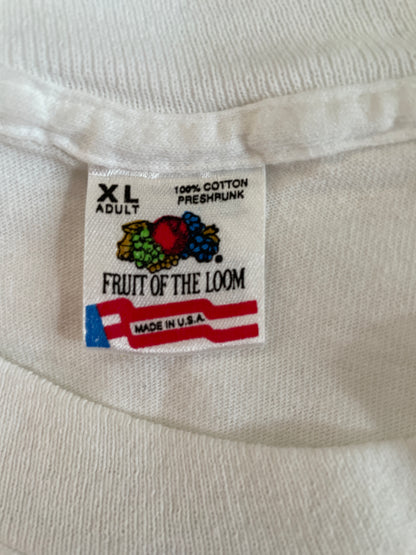 XL
ADULT
100% COTTON
PRESHRUNK
FRUIT OF THE LOOM
MADE IN U.S.A.